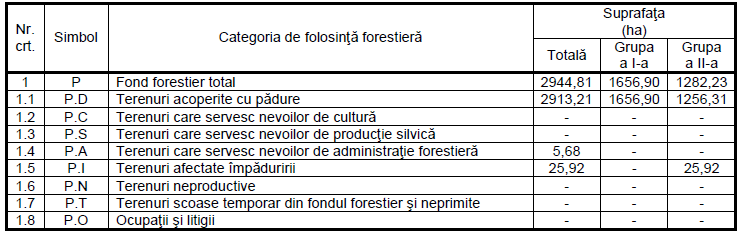 Nr. crt. Simbol Categoria de folosinţă forestieră Suprafaţa (ha)
Totală Grupa a I-a Grupa a II-a
1 P Fond forestier total 2944,81 1656,90 1282,23
1.1 P.D Terenuri acoperite cu pădure 2913,21 1656,90 1256,31
1.2 P.C Terenuri care servesc nevoilor de cultură - - -
1.3 P.S Terenuri care servesc nevoilor de producţie silvică - - -
1.4 P.A Terenuri care servesc nevoilor de administraţie forestieră 5,68 - -
1.5 P.I Terenuri afectate împăduririi 25,92 - 25,92
1.6 P.N Terenuri neproductive - - -
1.7 P.T Terenuri scoase temporar din fondul forestier şi neprimite - - -
1.8 P.O Ocupaţii şi litigii - - -